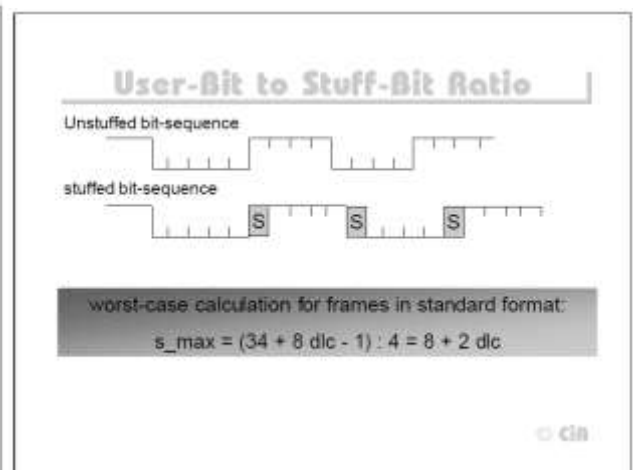 User-Bit to Stuff-Bit Ratio
Unstuffed bit-sequence
stuffed bit-sequence
S S S
worst-case calculation for frames in standard format:
s_max = (34 + 8 dlc - 1) : 4 = 8 + 2 dlc
© CiA